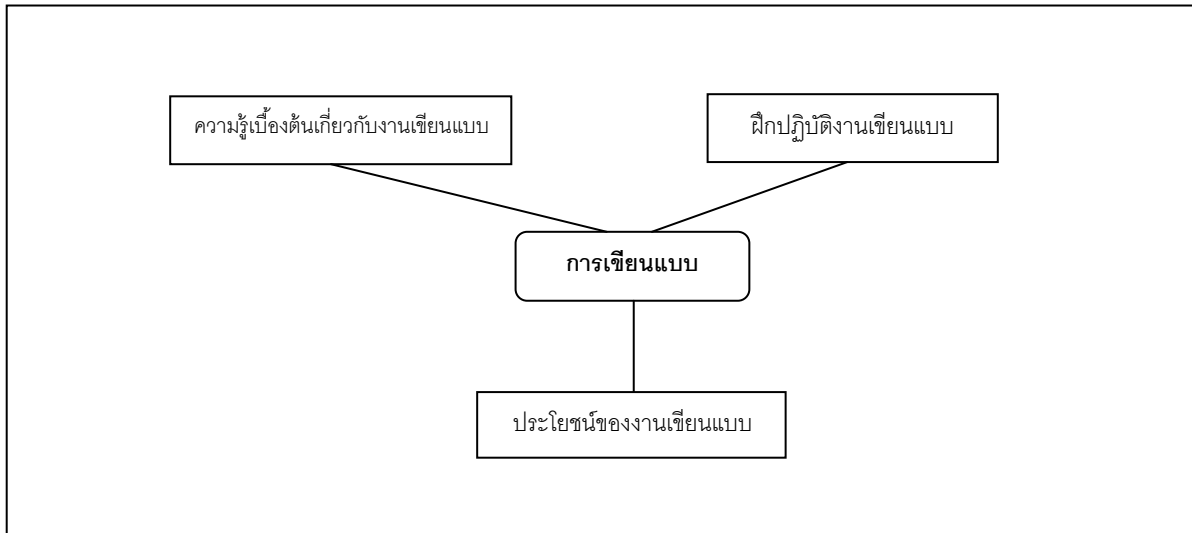 ความรู้เบื้องต้นเกี่ยวกับงานเขียนแบบ
ฝึกปฏิบัติงานเขียนแบบ
การเขียนแบบ
ประโยชน์ของงานเขียนแบบ